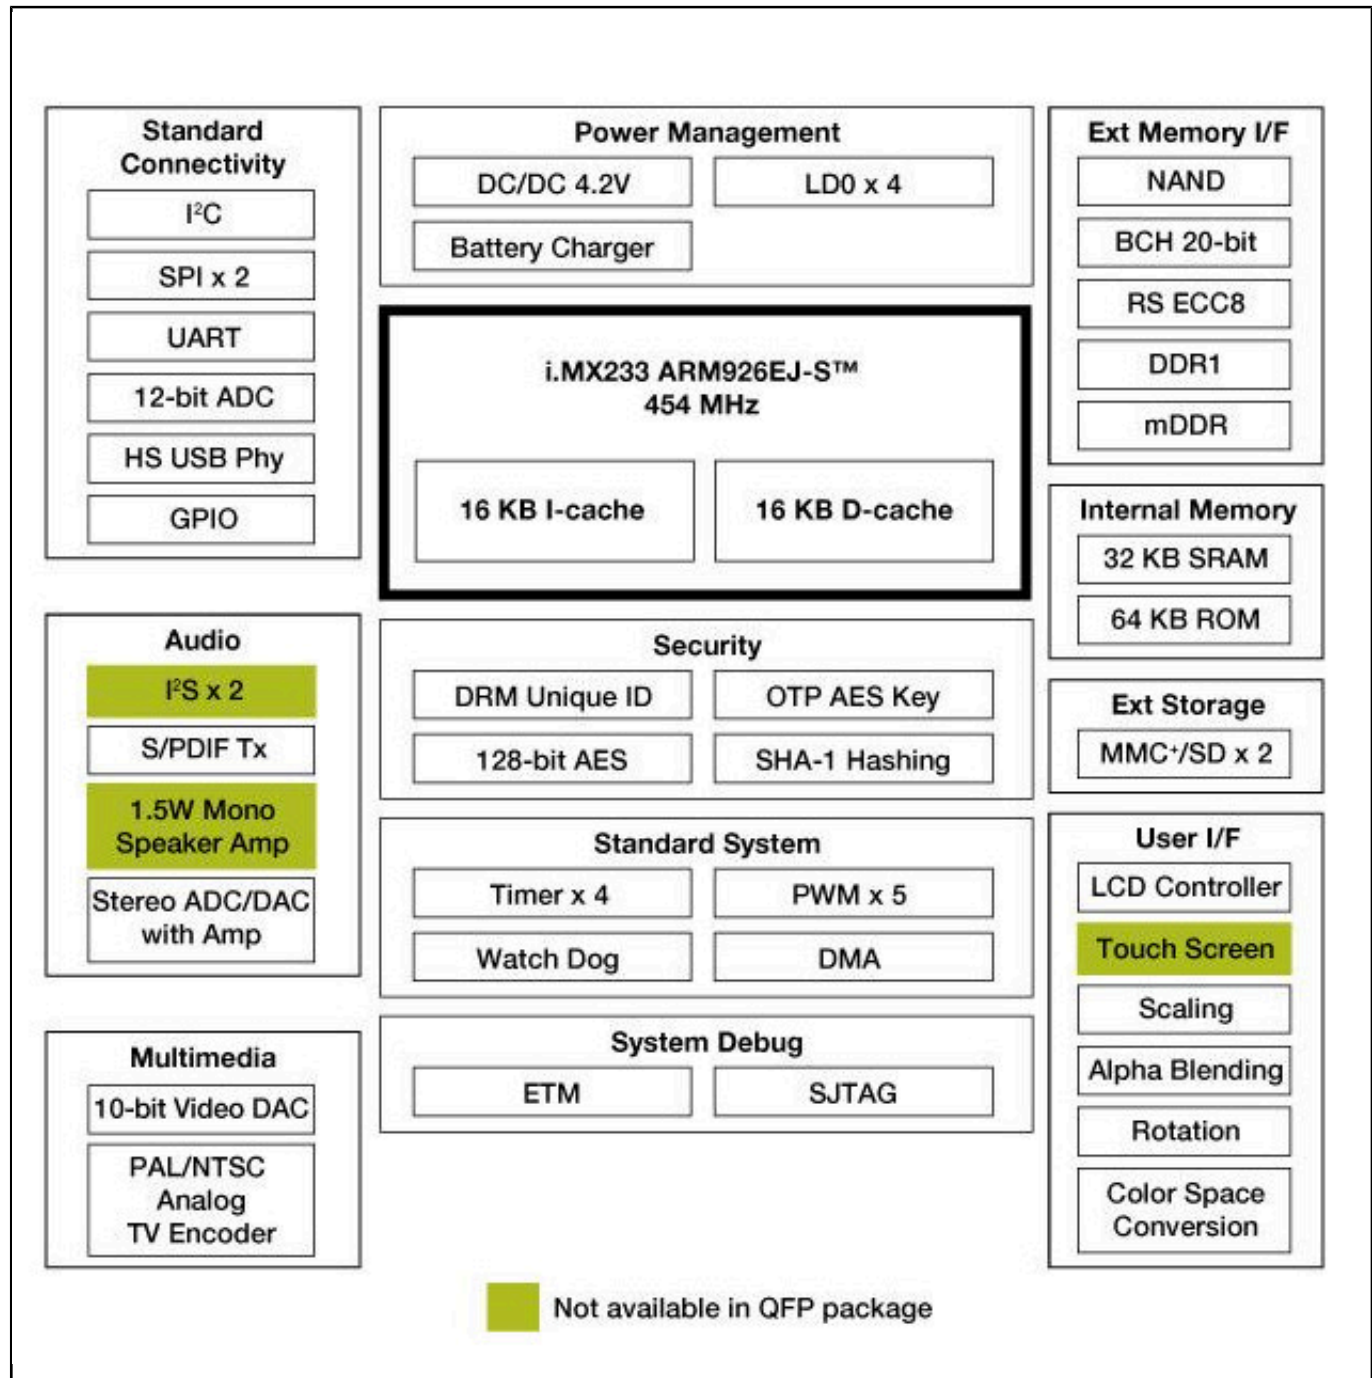 Standard
Connectivity
I²C
SPI x 2
UART
12-bit ADC
HS USB Phy
GPIO
Audio
I²S x 2
S/PDIF Tx
1.5W Mono
Speaker Amp
Stereo ADC/DAC
with Amp
Multimedia
10-bit Video DAC
PAL/NTSC
Analog
TV Encoder
Power Management
DC/DC 4.2V
LD0 x 4
Battery Charger
i.MX233 ARM926EJ-S™
454 MHz
16 KB I-cache
16 KB D-cache
Security
DRM Unique ID
OTP AES Key
128-bit AES
SHA-1 Hashing
Standard System
Timer x 4
PWM x 5
Watch Dog
DMA
System Debug
ETM
SJTAG
Ext Memory I/F
NAND
BCH 20-bit
RS ECC8
DDR1
mDDR
Internal Memory
32 KB SRAM
64 KB ROM
Ext Storage
MMC⁺/SD x 2
User I/F
LCD Controller
Touch Screen
Scaling
Alpha Blending
Rotation
Color Space
Conversion
Not available in QFP package